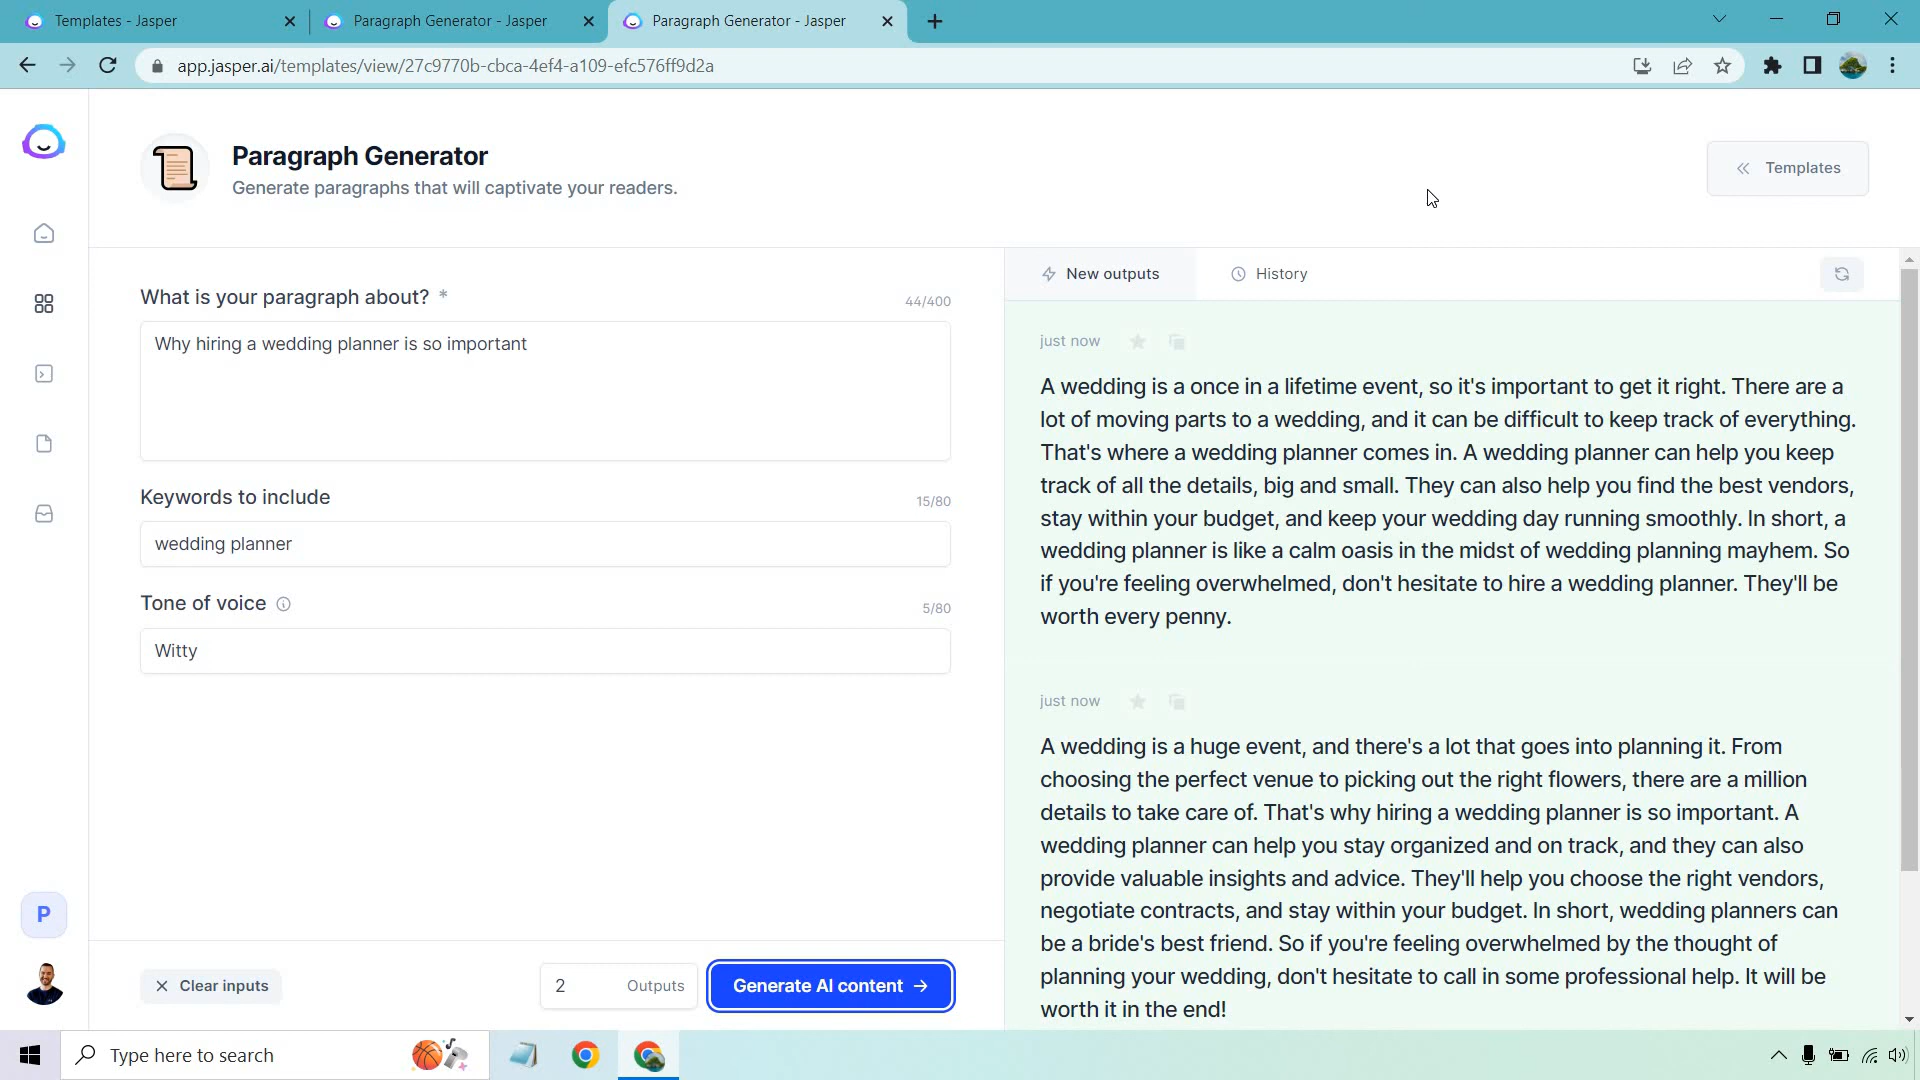 Templates - Jasper
Paragraph Generator - Jasper
Paragraph Generator - Jasper
app.jasper.ai/templates/view/27c9770b-cbca-4ef4-a109-efc576ff9d2a
Paragraph Generator
Generate paragraphs that will captivate your readers.
Templates
What is your paragraph about? *
44/400
Why hiring a wedding planner is so important
Keywords to include
15/80
wedding planner
Tone of voice
5/80
Witty
Clear inputs
2 Outputs
Generate AI content →
New outputs
History
just now
A wedding is a once in a lifetime event, so it's important to get it right. There are a
lot of moving parts to a wedding, and it can be difficult to keep track of everything.
That's where a wedding planner comes in. A wedding planner can help you keep
track of all the details, big and small. They can also help you find the best vendors,
stay within your budget, and keep your wedding day running smoothly. In short, a
wedding planner is like a calm oasis in the midst of wedding planning mayhem. So
if you're feeling overwhelmed, don't hesitate to hire a wedding planner. They'll be
worth every penny.
just now
A wedding is a huge event, and there's a lot that goes into planning it. From
choosing the perfect venue to picking out the right flowers, there are a million
details to take care of. That's why hiring a wedding planner is so important. A
wedding planner can help you stay organized and on track, and they can also
provide valuable insights and advice. They'll help you choose the right vendors,
negotiate contracts, and stay within your budget. In short, wedding planners can
be a bride's best friend. So if you're feeling overwhelmed by the thought of
planning your wedding, don't hesitate to call in some professional help. It will be
worth it in the end!
P
Type here to search